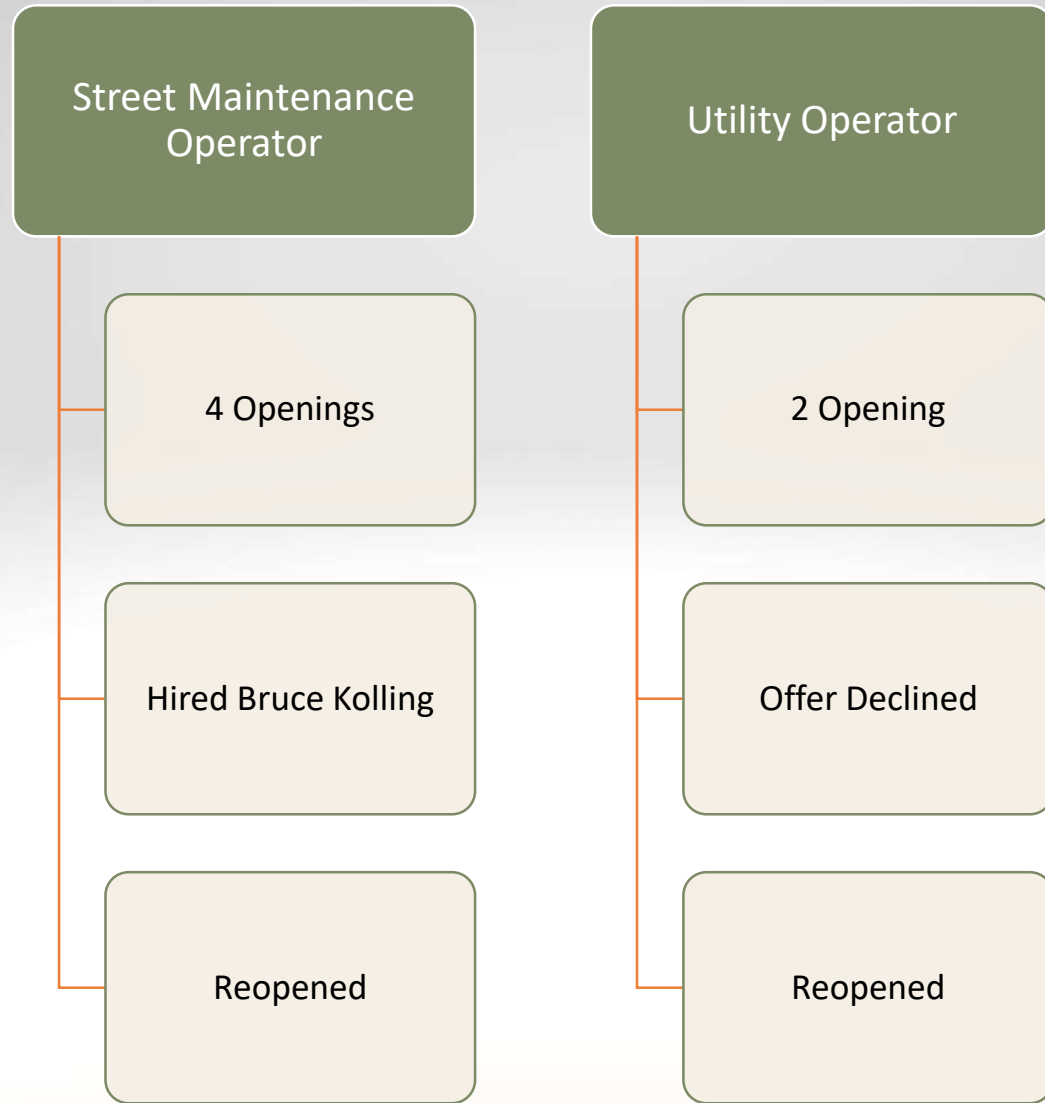 Street Maintenance
Operator
4 Openings
Hired Bruce Kolling
Reopened
Utility Operator
2 Opening
Offer Declined
Reopened